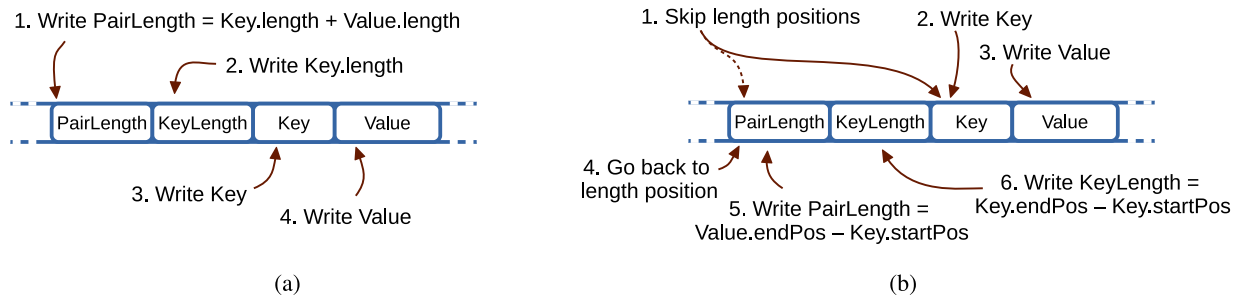 1. Write PairLength = Key.length + Value.length
2. Write Key.length
PairLength KeyLength Key Value
3. Write Key
4. Write Value
(a)
1. Skip length positions
2. Write Key
3. Write Value
PairLength KeyLength Key Value
4. Go back to
length position
5. Write PairLength =
Value.endPos – Key.startPos
6. Write KeyLength =
Key.endPos – Key.startPos
(b)